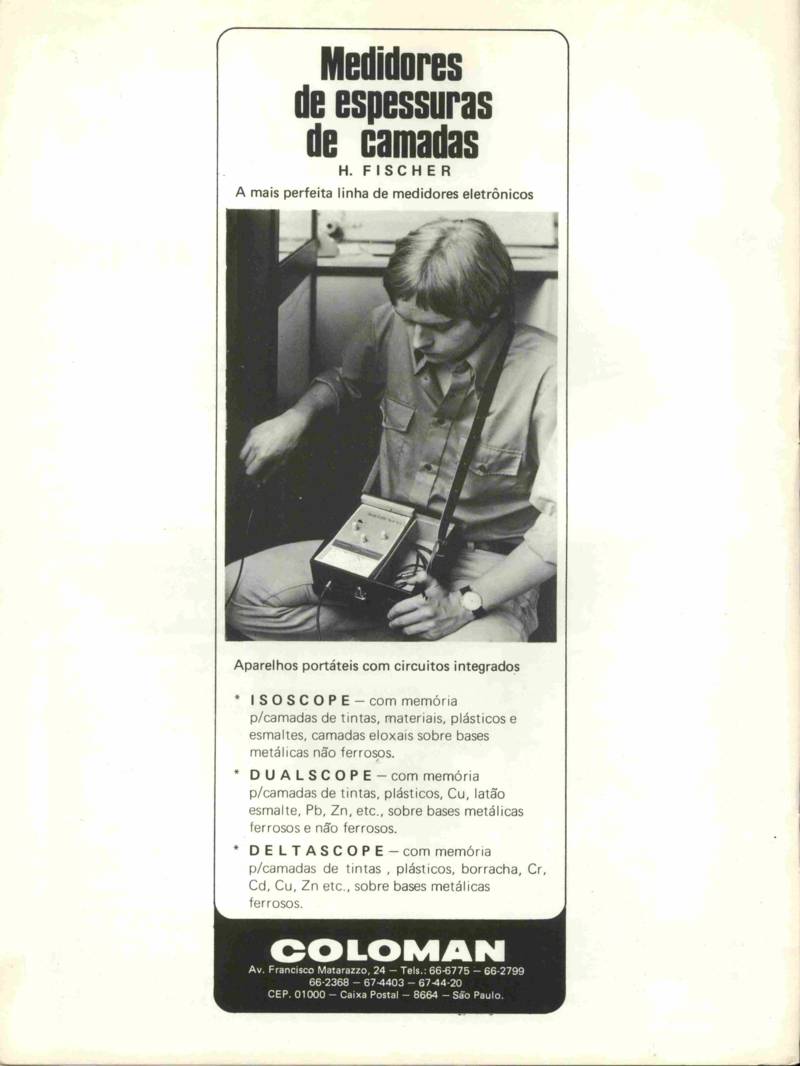 Medidores
de espessuras
de camadas
H. FISCHER
A mais perfeita linha de medidores eletrônicos
Aparelhos portáteis com circuitos integrados
* ISOSCOPE – com memória
p/camadas de tintas, materiais, plásticos e
esmaltes, camadas eloxais sobre bases
metálicas não ferrosos.
* DUALSCOPE – com memória
p/camadas de tintas, plásticos, Cu, latão
esmalte, Pb, Zn, etc., sobre bases metálicas
ferrosos e não ferrosos.
* DELTASCOPE – com memória
p/camadas de tintas , plásticos, borracha, Cr,
Cd, Cu, Zn etc., sobre bases metálicas
ferrosos.
COLOMAN
Av. Francisco Matarazzo, 24 – Tels.: 66-6775 – 66-2799
66-2368 – 67-4403 – 67-44-20
CEP. 01000 – Caixa Postal – 8664 – São Paulo.